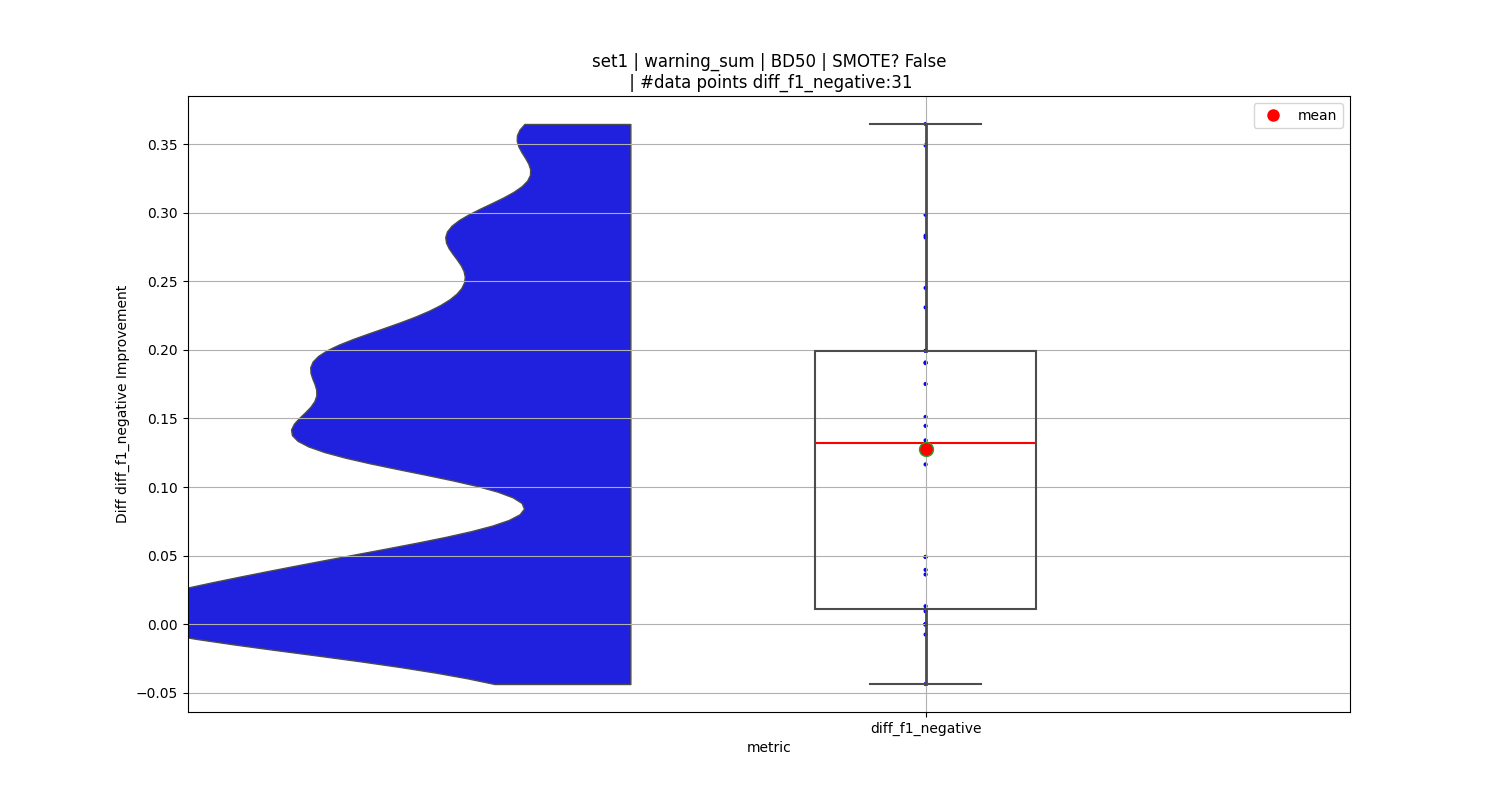 set1 | warning_sum | BD50 | SMOTE? False
| #data points diff_f1_negative:31
mean
0.35
0.30
0.25
0.20
0.15
0.10
0.05
0.00
−0.05
Diff diff_f1_negative Improvement
diff_f1_negative
metric